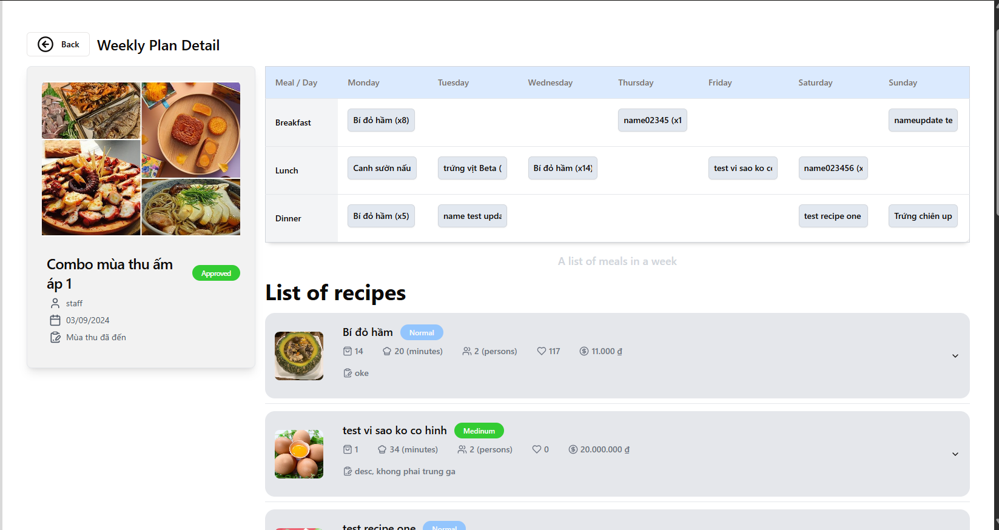 Back
Weekly Plan Detail
Meal / Day Monday Tuesday Wednesday Thursday Friday Saturday Sunday
Breakfast Bí đỏ hầm (x8) name02345 (x1 nameupdate te
Lunch Canh sườn nấu trứng vịt Beta ( Bí đỏ hầm (x14) test vi sao ko co name023456 (x
Dinner Bí đỏ hầm (x5) name test upda test recipe one Trứng chiên up
A list of meals in a week
Combo mùa thu ấm
áp 1
Approved
staff
03/09/2024
Mùa thu đã đến
List of recipes
Bí đỏ hầm Normal
14 20 (minutes) 2 (persons) 117 11.000 ₫
oke
test vi sao ko co hinh Medinum
1 34 (minutes) 2 (persons) 0 20.000.000 ₫
desc, khong phai trung ga
test recipe one Normal